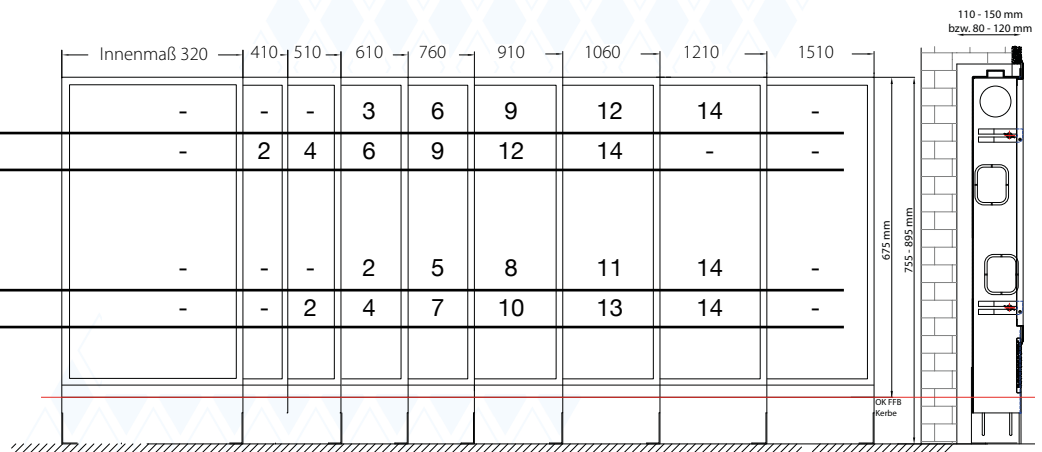 110 - 150 mm
bzw. 80 - 120 mm
Innenmaß 320 410 510 610 760 910 1060 1210 1510
- - - 3 6 9 12 14 -
- 2 4 6 9 12 14 - -
- - - 2 5 8 11 14 -
- - 2 4 7 10 13 14 -
675 mm
755 - 895 mm
OK FFB
Kerbe